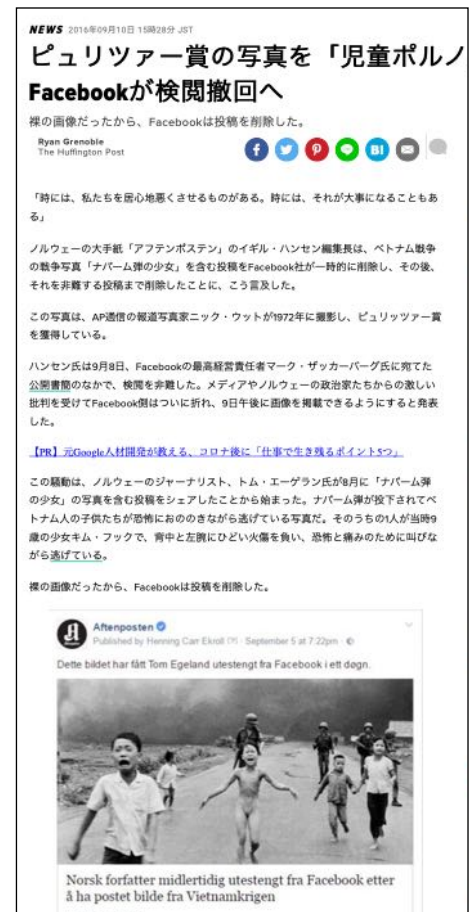 NEWS 2016年09月10日 15時28分 JST
ピュリツァー賞の写真を「児童ポルノ
Facebookが検閲撤回へ
裸の画像だったから、Facebookは投稿を削除した。
Ryan Grenoble
The Huffington Post
「時には、私たちを居心地悪くさせるものがある。時には、それが大事になることもあ
る」
ノルウェーの大手紙「アフテンポステン」のイギル・ハンセン編集長は、ベトナム戦争
の戦争写真「ナパーム弾の少女」を含む投稿をFacebook社が一時的に削除し、その後、
それを非難する投稿まで削除したことに、こう言及した。
この写真は、AP通信の報道写真家ニック・ウットが1972年に撮影し、ピュリッツァー賞
を獲得している。
ハンセン氏は9月8日、Facebookの最高経営責任者マーク・ザッカーバーグ氏に宛てた
公開書簡のなかで、検閲を非難した。メディアやノルウェーの政治家たちからの激しい
批判を受けてFacebook側はついに折れ、9日午後に画像を掲載できるようにすると発表
した。
【PR】元Google人材開発が教える、コロナ後に「仕事で生き残るポイント5つ」
この騒動は、ノルウェーのジャーナリスト、トム・エーゲラン氏が8月に「ナパーム弾
の少女」の写真を含む投稿をシェアしたことから始まった。ナパーム弾が投下されてベ
トナム人の子供たちが恐怖におののきながら逃げている写真だ。そのうちの1人が当時9
歳の少女キム・フックで、背中と左腕にひどい火傷を負い、恐怖と痛みのために叫びな
がら逃げている。
裸の画像だったから、Facebookは投稿を削除した。
Aftenposten
Published by Henning Carr Ekroll · September 5 at 7:22pm ·
Dette bildet har fått Tom Egeland utestengt fra Facebook i ett døgn.
Norsk forfatter midlertidig utestengt fra Facebook etter
å ha postet bilde fra Vietnamkrigen